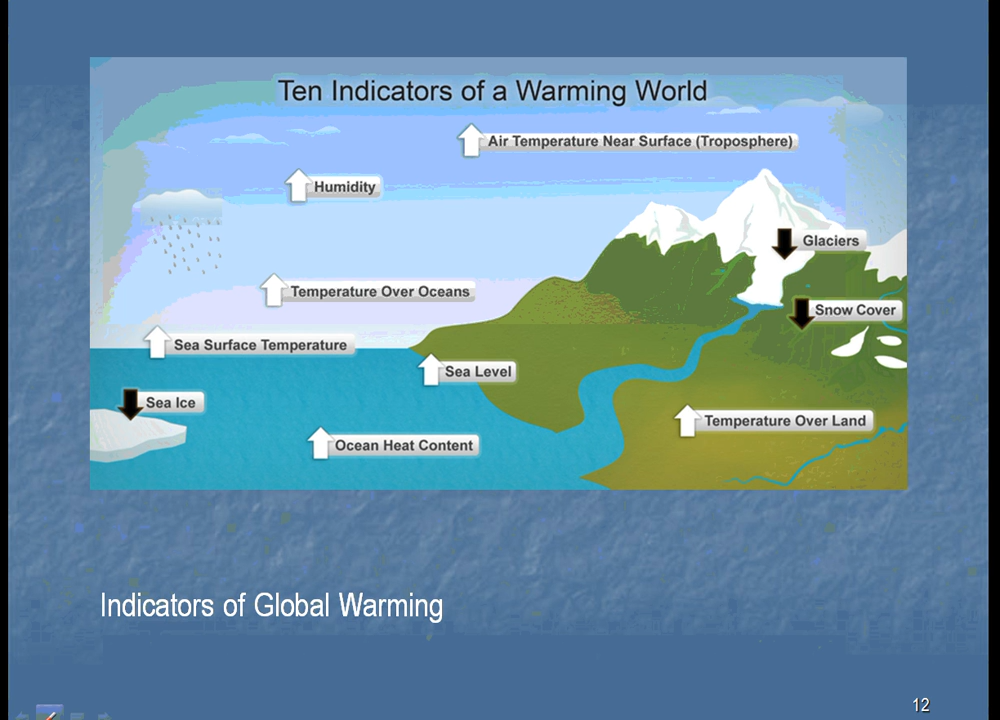 Ten Indicators of a Warming World
Air Temperature Near Surface (Troposphere)
Humidity
Glaciers
Temperature Over Oceans
Snow Cover
Sea Surface Temperature
Sea Level
Sea Ice
Temperature Over Land
Ocean Heat Content
Indicators of Global Warming
12